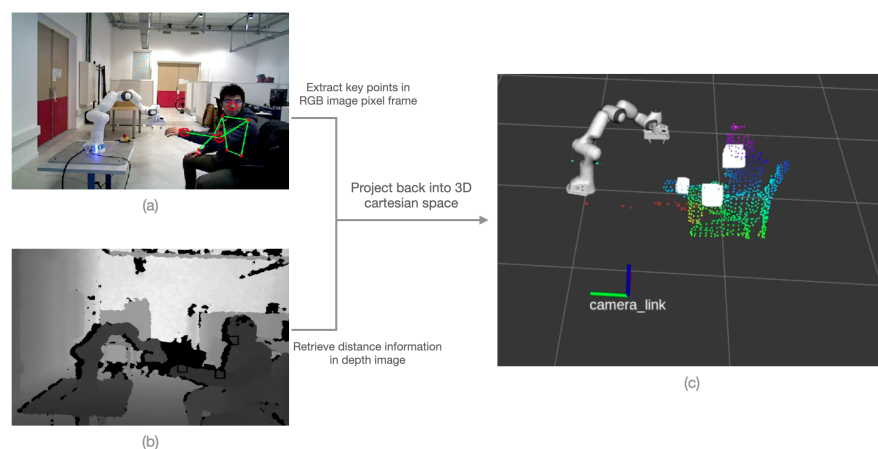 Extract key points in
RGB image pixel frame
(a)
Project back into 3D
cartesian space
camera_link
Retrieve distance information
in depth image
(c)
(b)